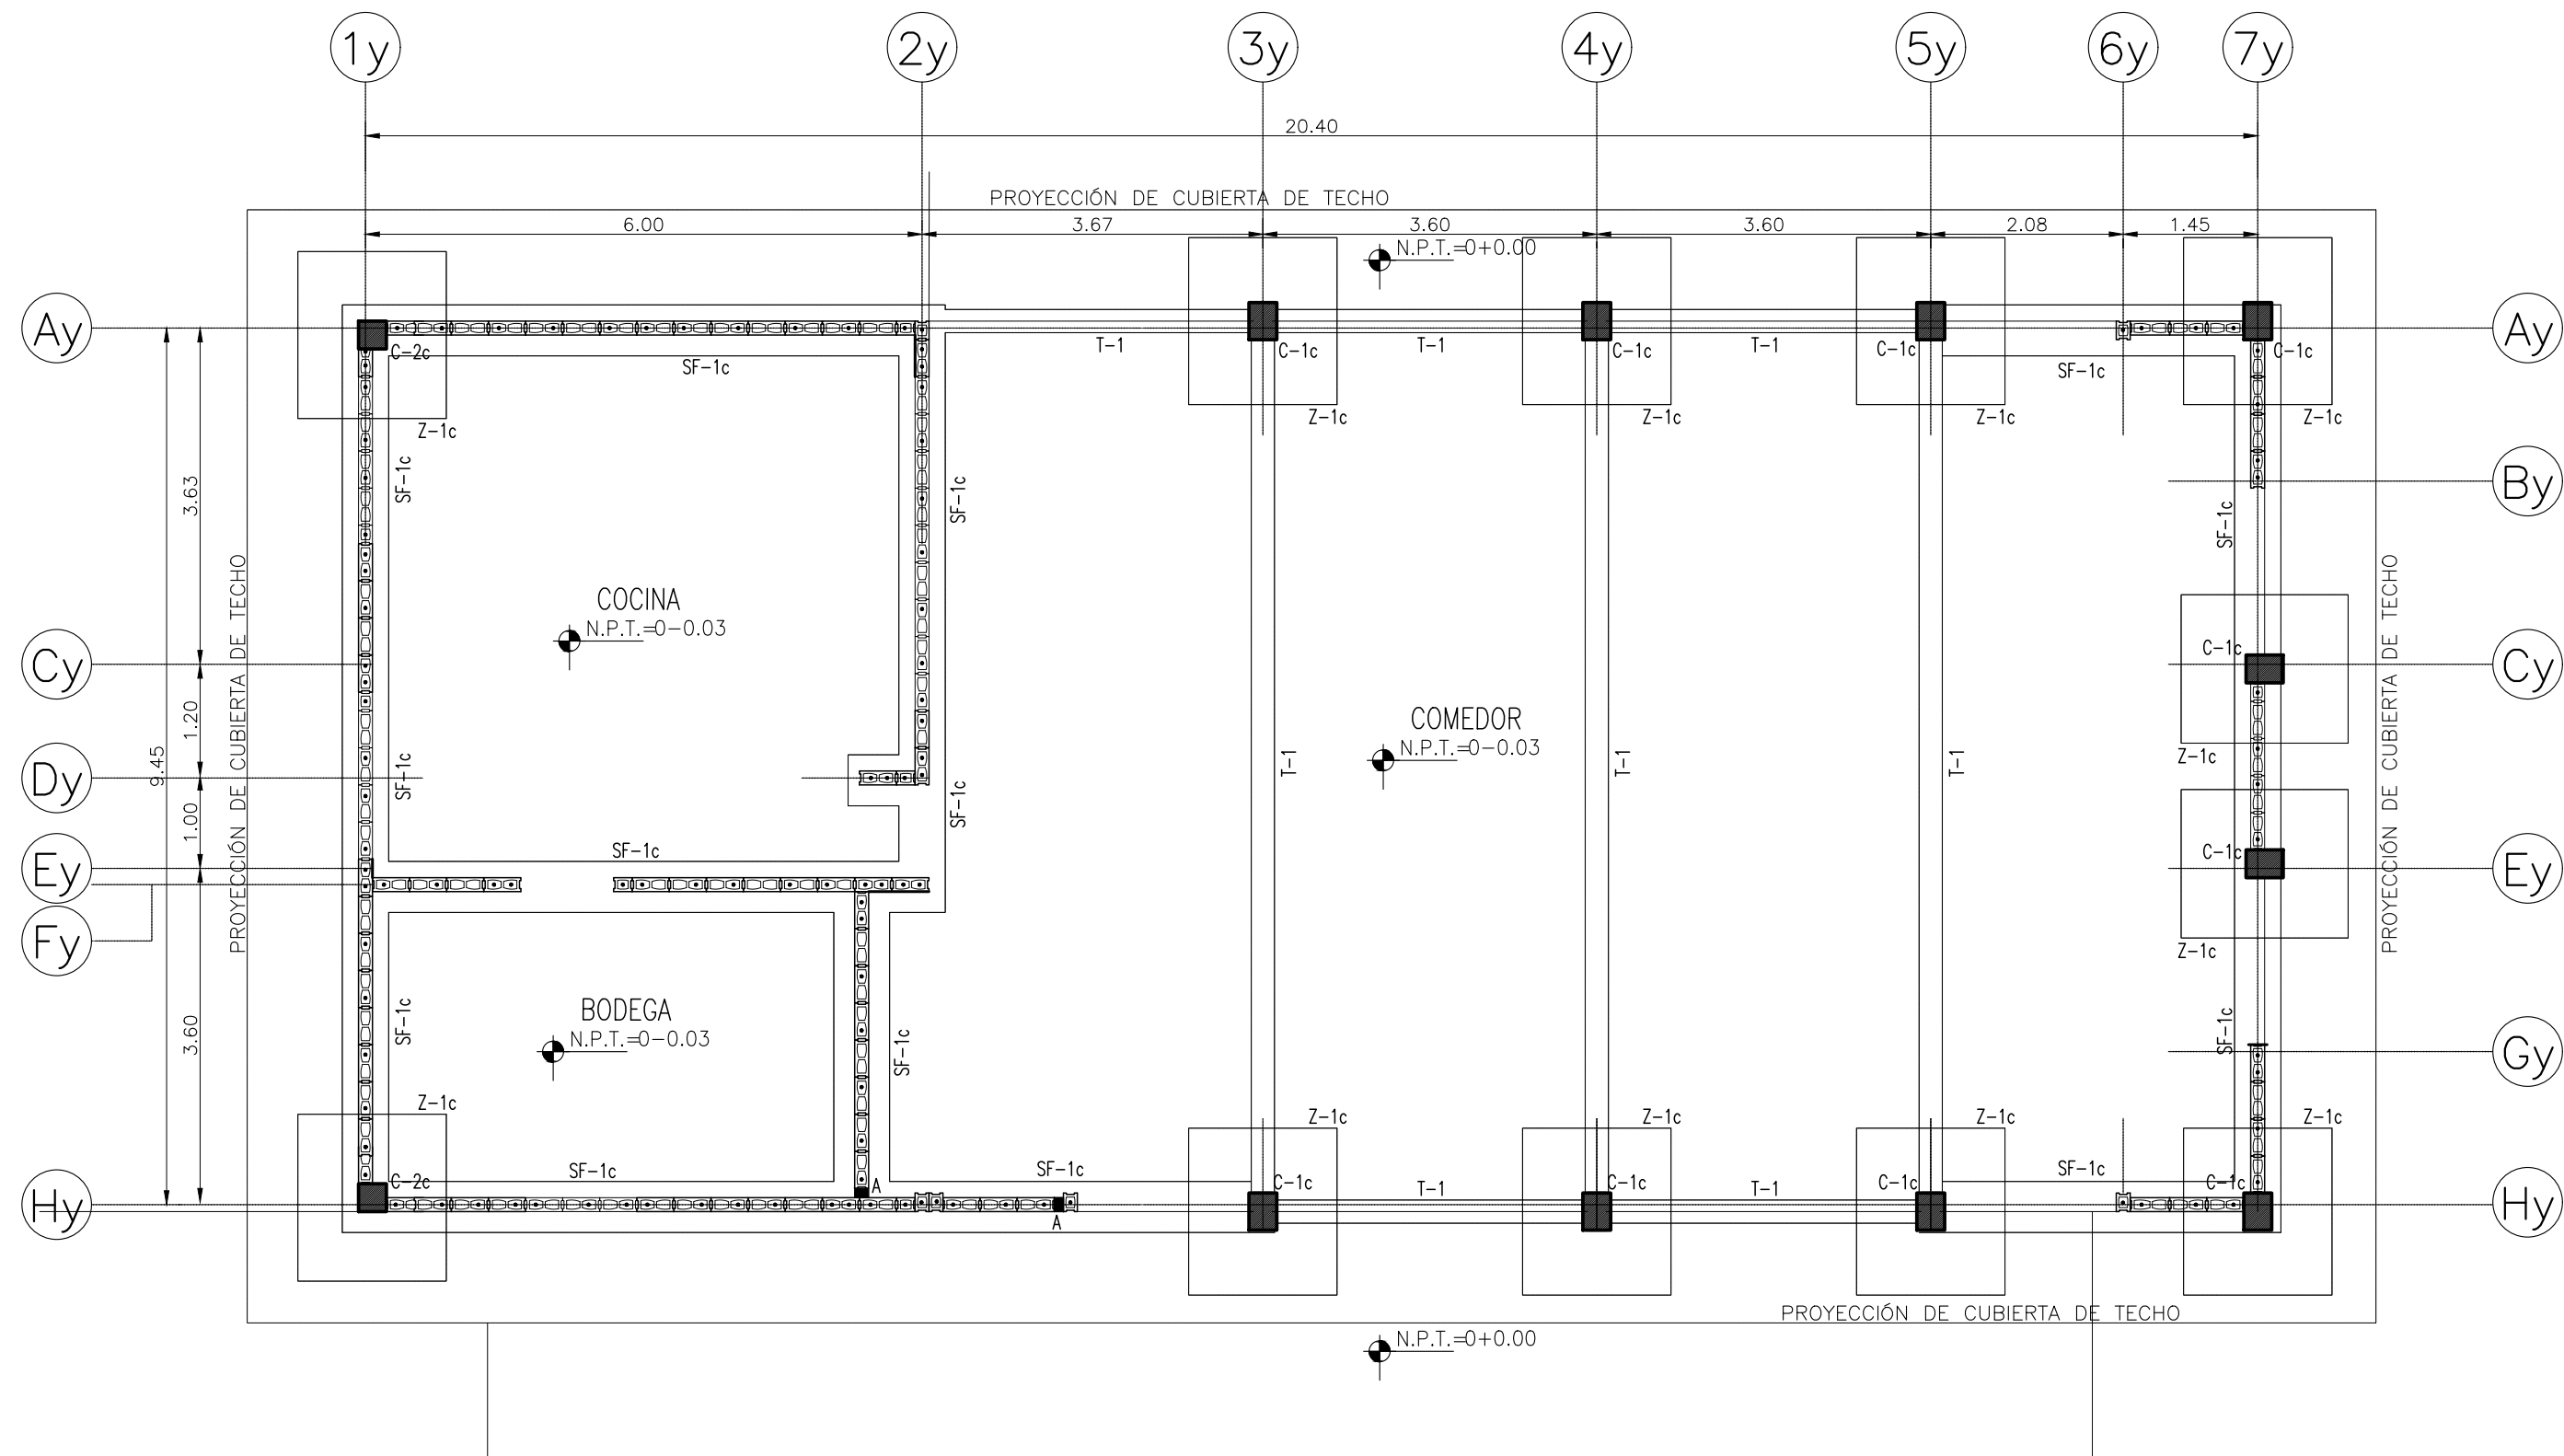 1y 2y 3y 4y 5y 6y 7y
20.40
PROYECCIÓN DE CUBIERTA DE TECHO
6.00 3.67 3.60 3.60 2.08 1.45
N.P.T.=0+0.00
Ay Ay
C-2c T-1 C-1c T-1 C-1c T-1 C-1c C-1c
SF-1c SF-1c
Z-1c Z-1c Z-1c Z-1c Z-1c
By
3.63
SF-1c
SF-1c
SF-1c
PROYECCIÓN DE CUBIERTA DE TECHO
PROYECCIÓN DE CUBIERTA DE TECHO
COCINA
N.P.T.=0-0.03
Cy C-1c Cy
1.20
9.45
COMEDOR
N.P.T.=0-0.03
Z-1c
Dy
SF-1c
SF-1c
T-1
T-1
T-1
1.00
SF-1c
C-1c
Ey Ey
Fy
Z-1c
BODEGA
N.P.T.=0-0.03
SF-1c
SF-1c
SF-1c
3.60
Gy
Z-1c Z-1c Z-1c Z-1c Z-1c
SF-1c SF-1c SF-1c
C-2c A C-1c T-1 C-1c T-1 C-1c C-1c
Hy Hy
A
PROYECCIÓN DE CUBIERTA DE TECHO
N.P.T.=0+0.00